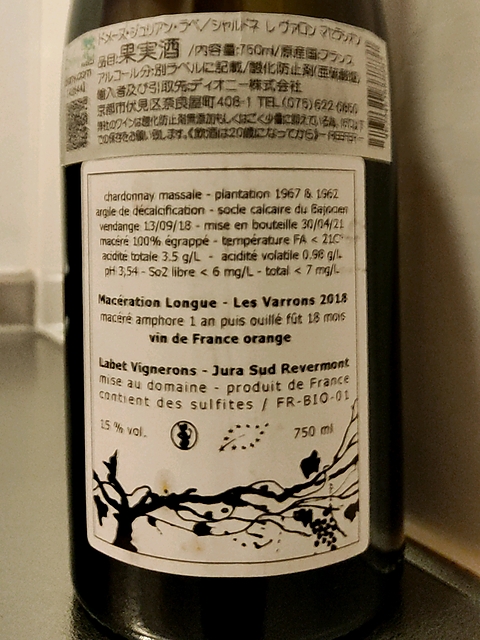 ドメーヌ・ジュリアン・ラベ/シャルドネ レ ヴァロン マセラシオン
品目:果実酒 /内容量:750ml/原産国:フランス
アルコール分:別ラベルに記載/酸化防止剤(亜硫酸塩)
輸入者及び引取先:ディオニー株式会社
京都市伏見区奈良屋町408-1 TEL(075)622-0850
chardonnay massale - plantation 1967 & 1962
argile de décalcification - socle calcaire du Bajocien
vendange 13/09/18 - mise en bouteille 30/04/21
macéré 100% égrappé - température FA < 21C°
acidité totale 3.5 g/L - acidité volatile 0.98 g/L
pH 3,54 - So2 libre < 6 mg/L - total < 7 mg/L
Macération Longue - Les Varrons 2018
macéré amphore 1 an puis ouillé fût 18 mois
vin de France orange
Labet Vignerons - Jura Sud Revermont
mise au domaine - produit de France
contient des sulfites / FR-BIO-01
15 % vol. 750 ml